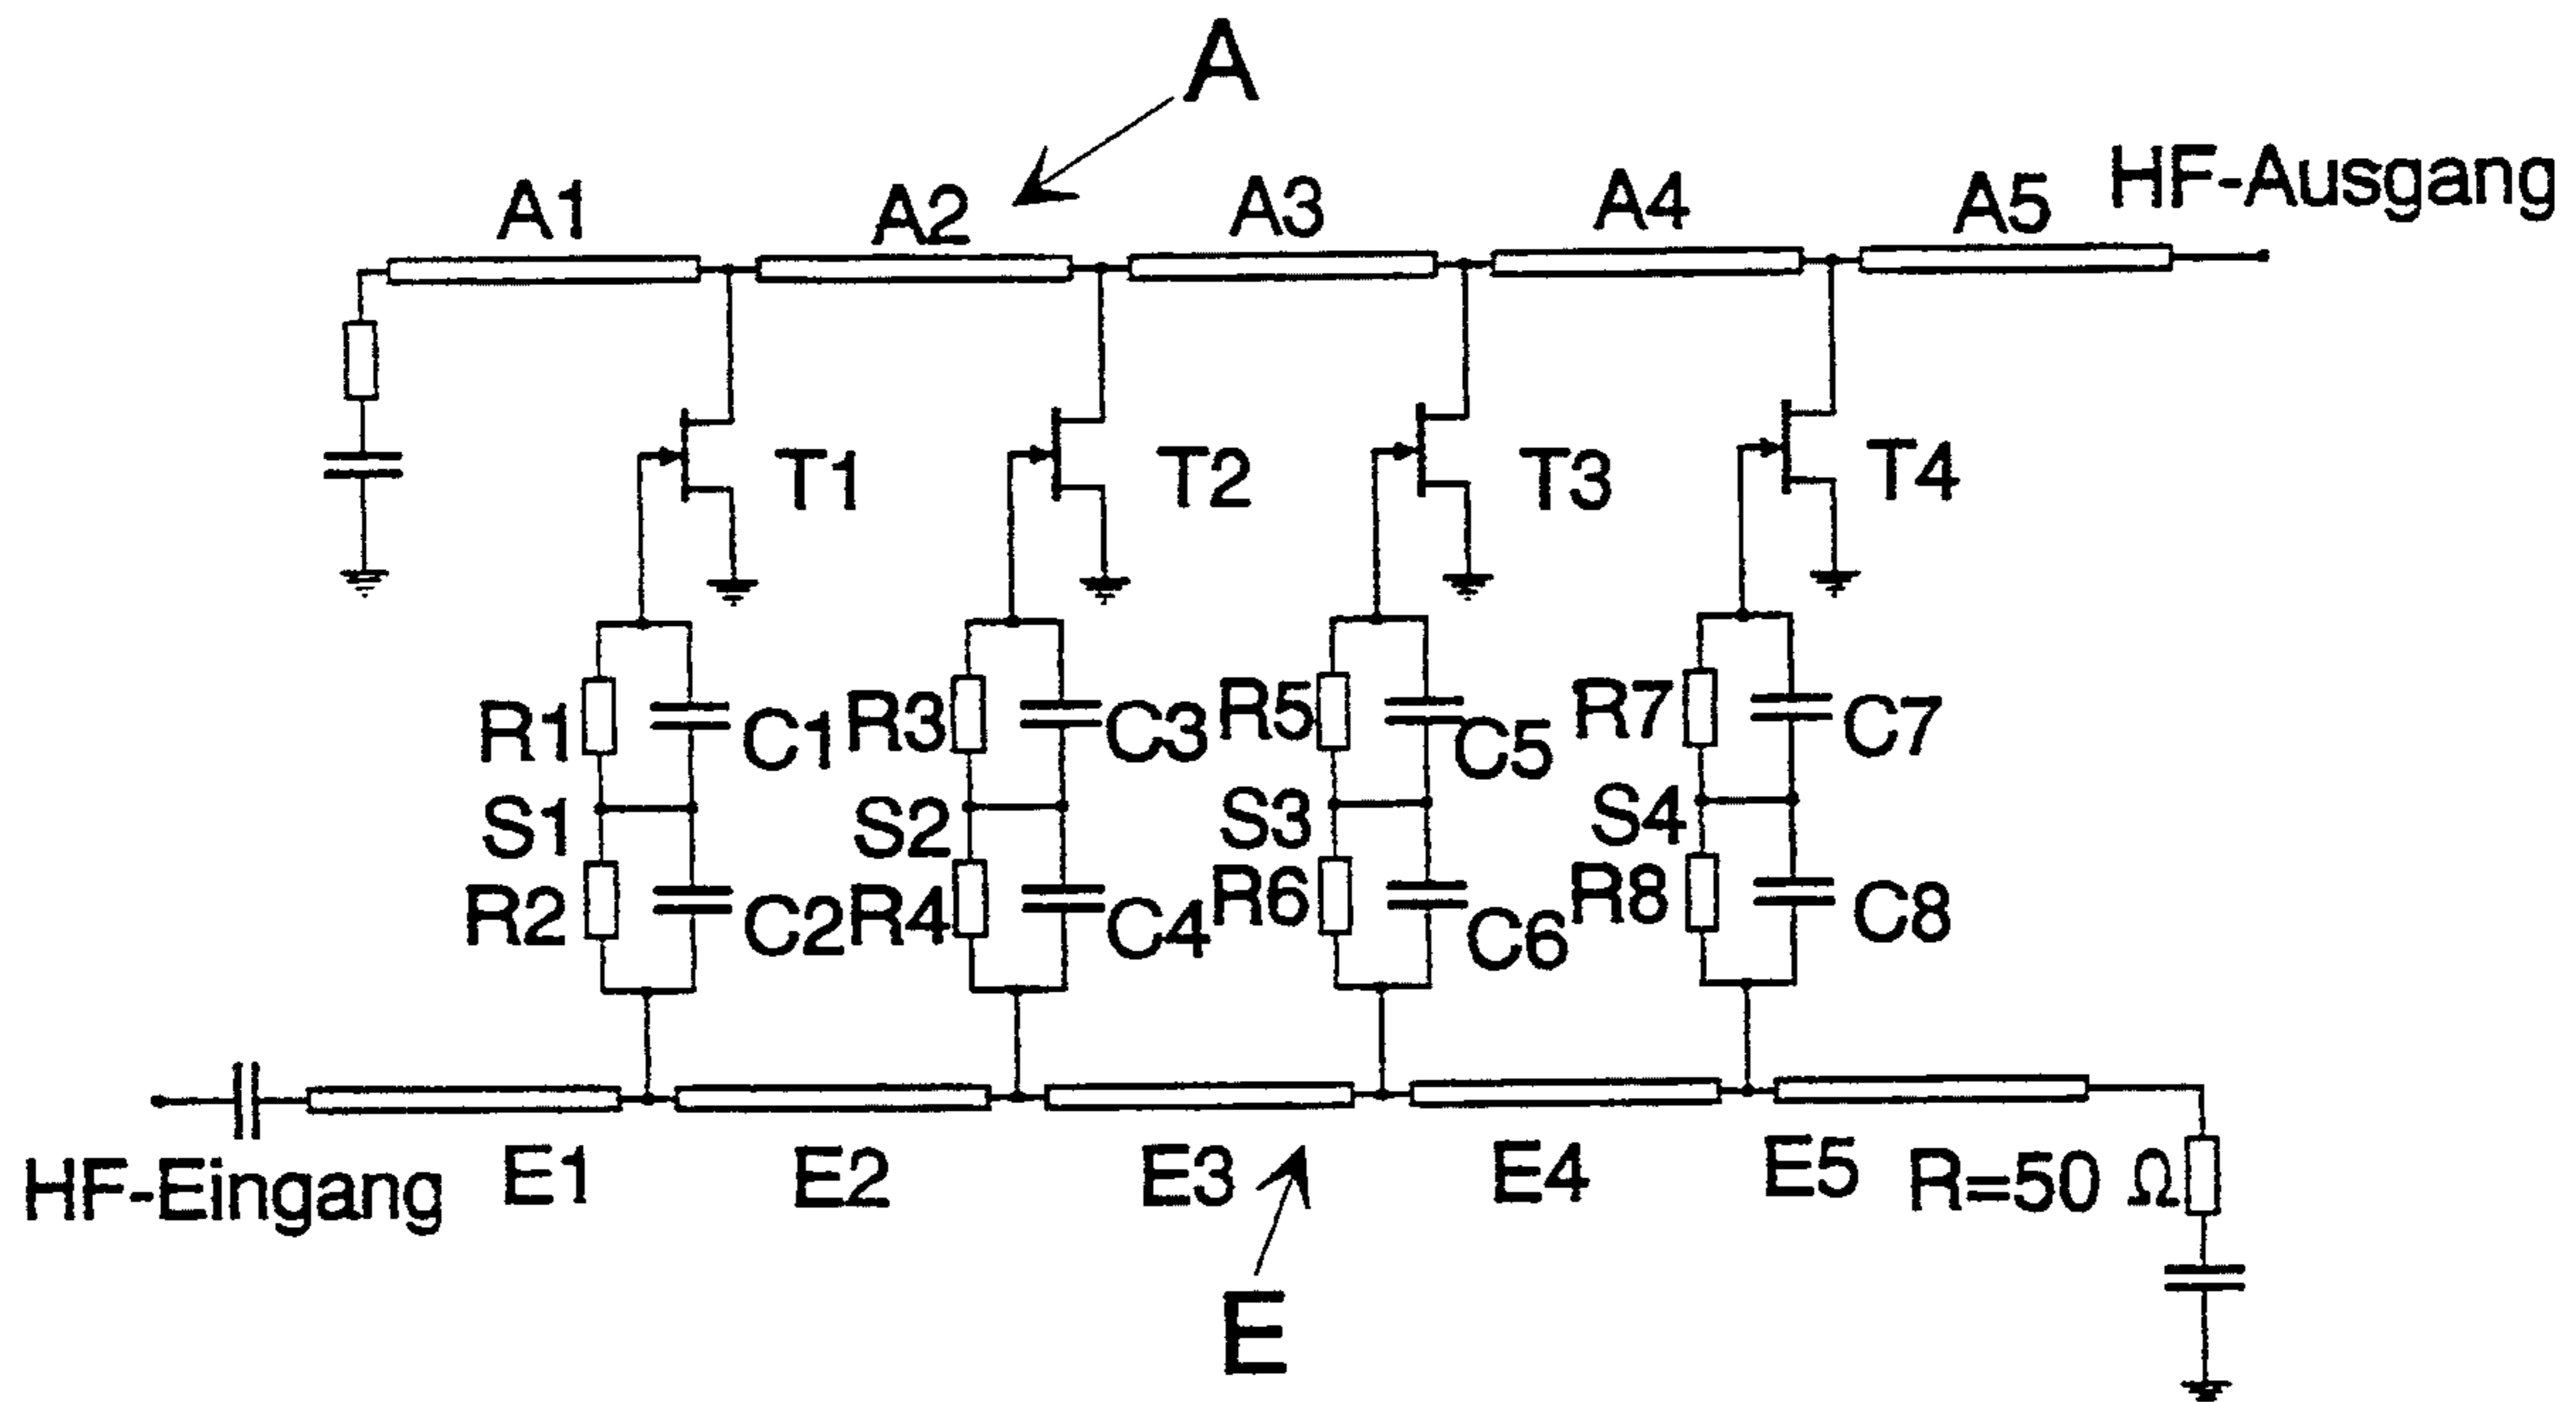 A
HF-Ausgang
A1 A2 A3 A4 A5
T1 T2 T3 T4
R1 C1 R3 C3 R5 C5 R7 C7
S1 S2 S3 S4
R2 C2 R4 C4 R6 C6 R8 C8
HF-Eingang E1 E2 E3 E4 E5 R=50 Ω
E